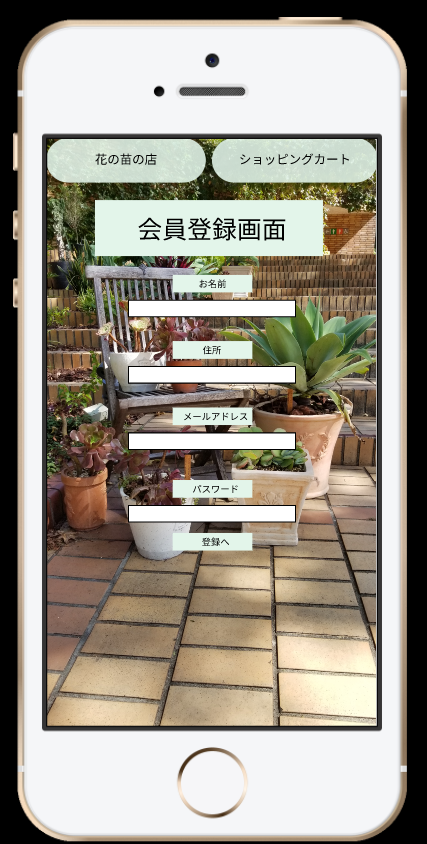 花の苗の店
ショッピングカート
会員登録画面
お名前
住所
メールアドレス
パスワード
登録へ